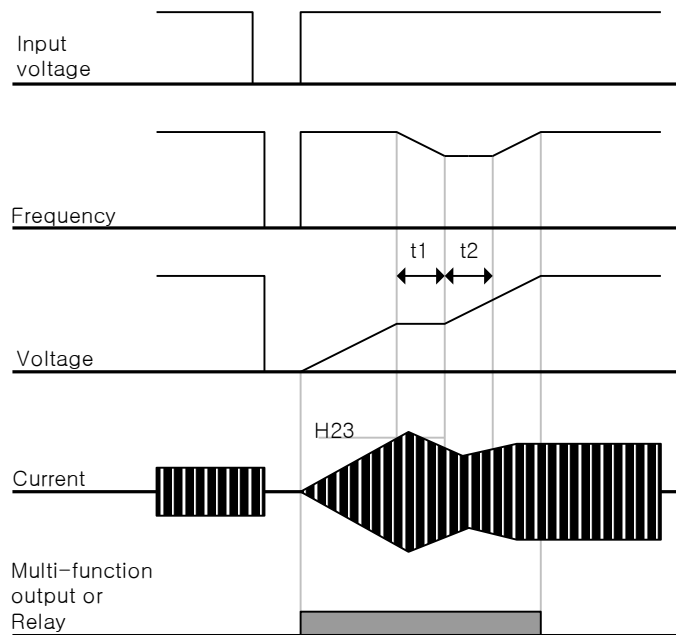 Input
voltage
Frequency
t1 t2
Voltage
H23
Current
Multi-function
output or
Relay